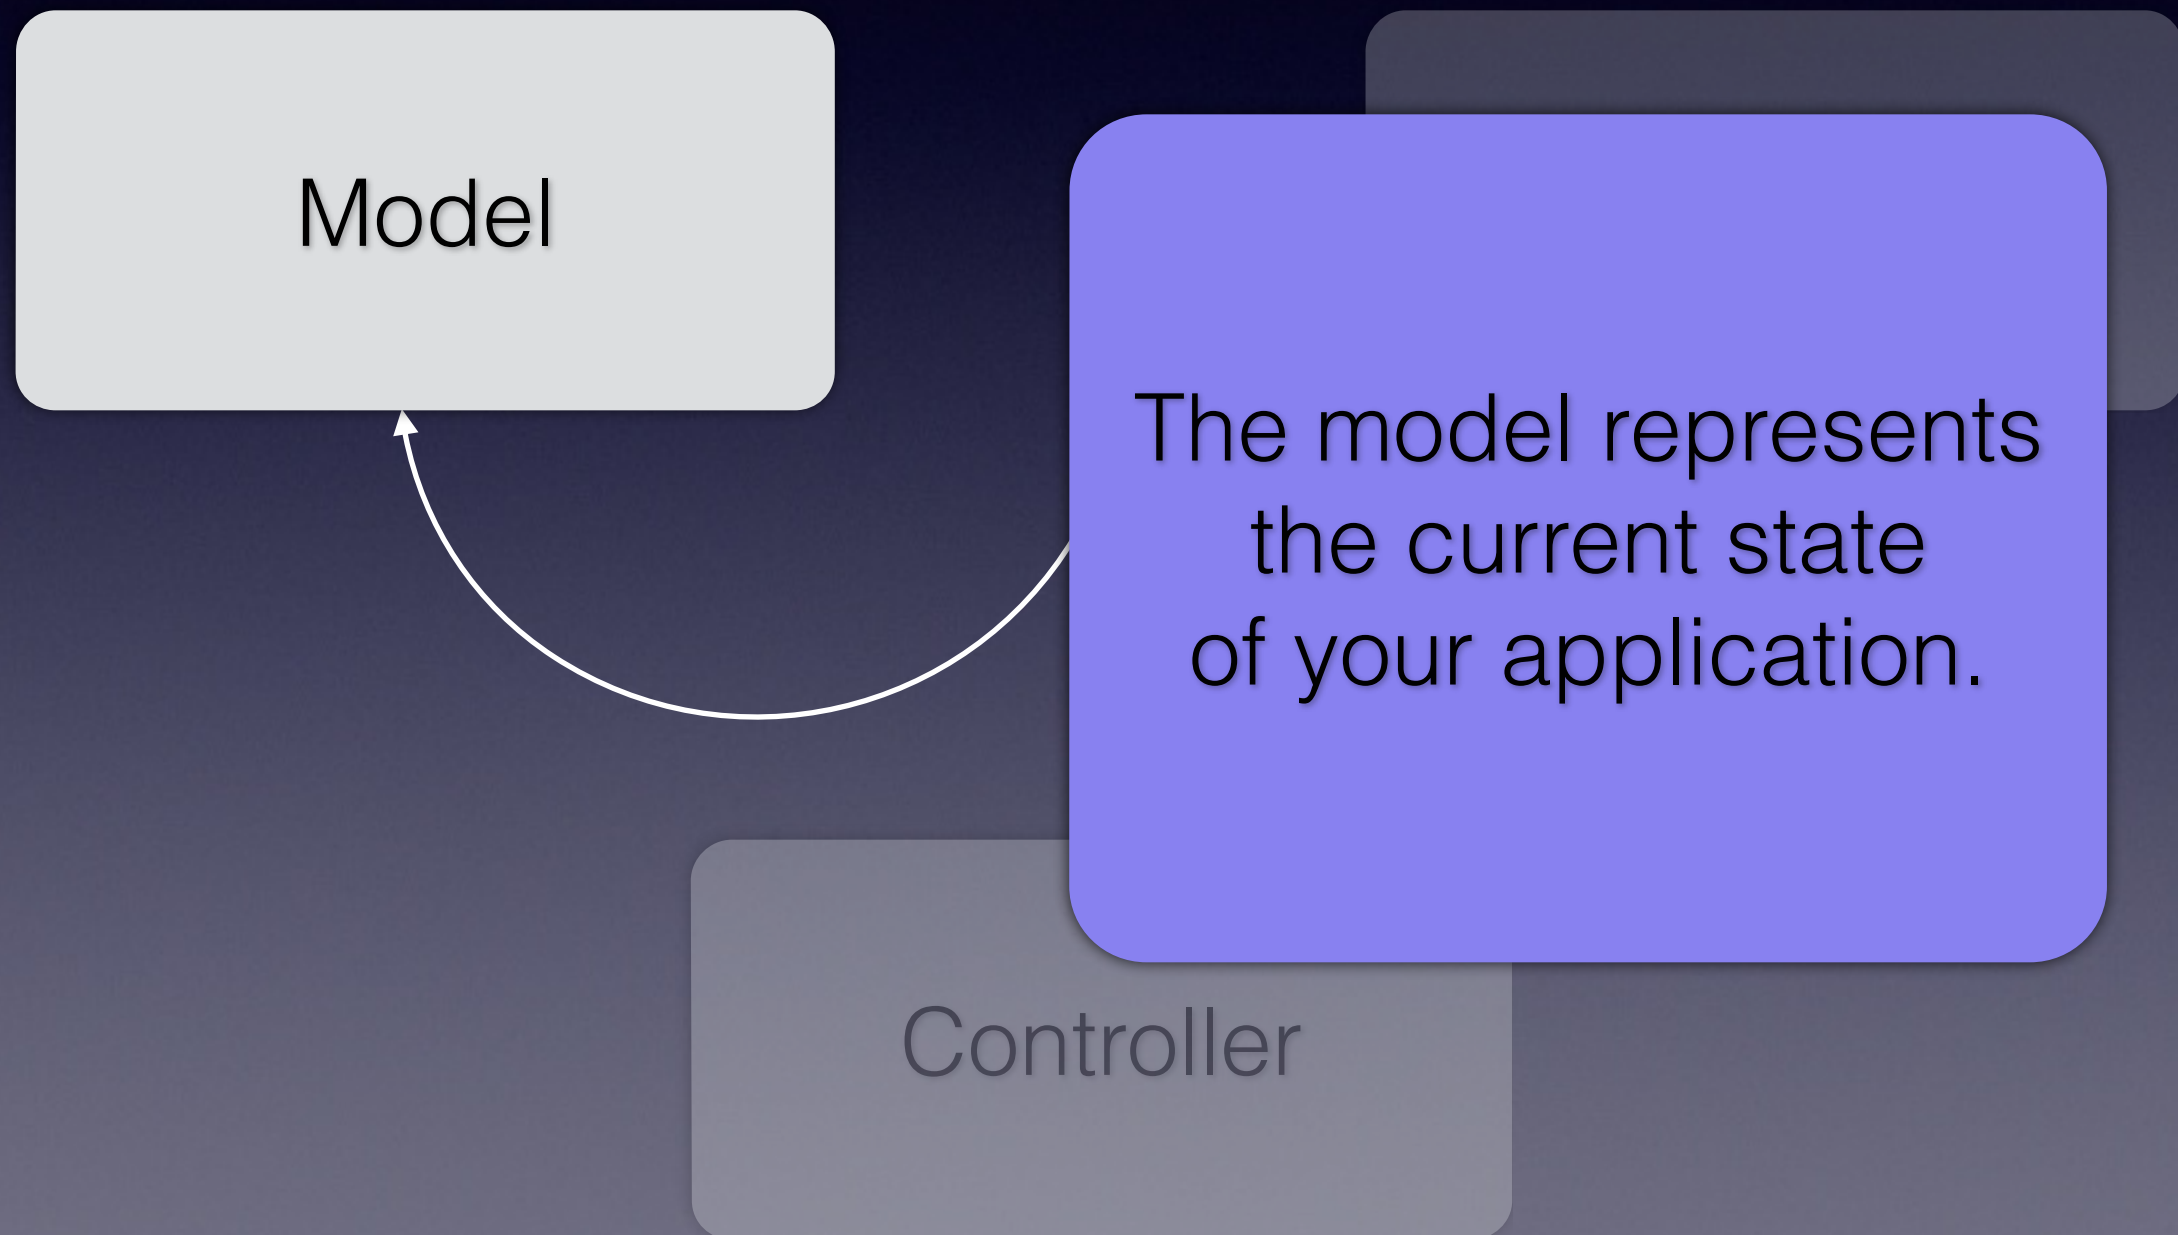 Model
The model represents
the current state
of your application.
Controller